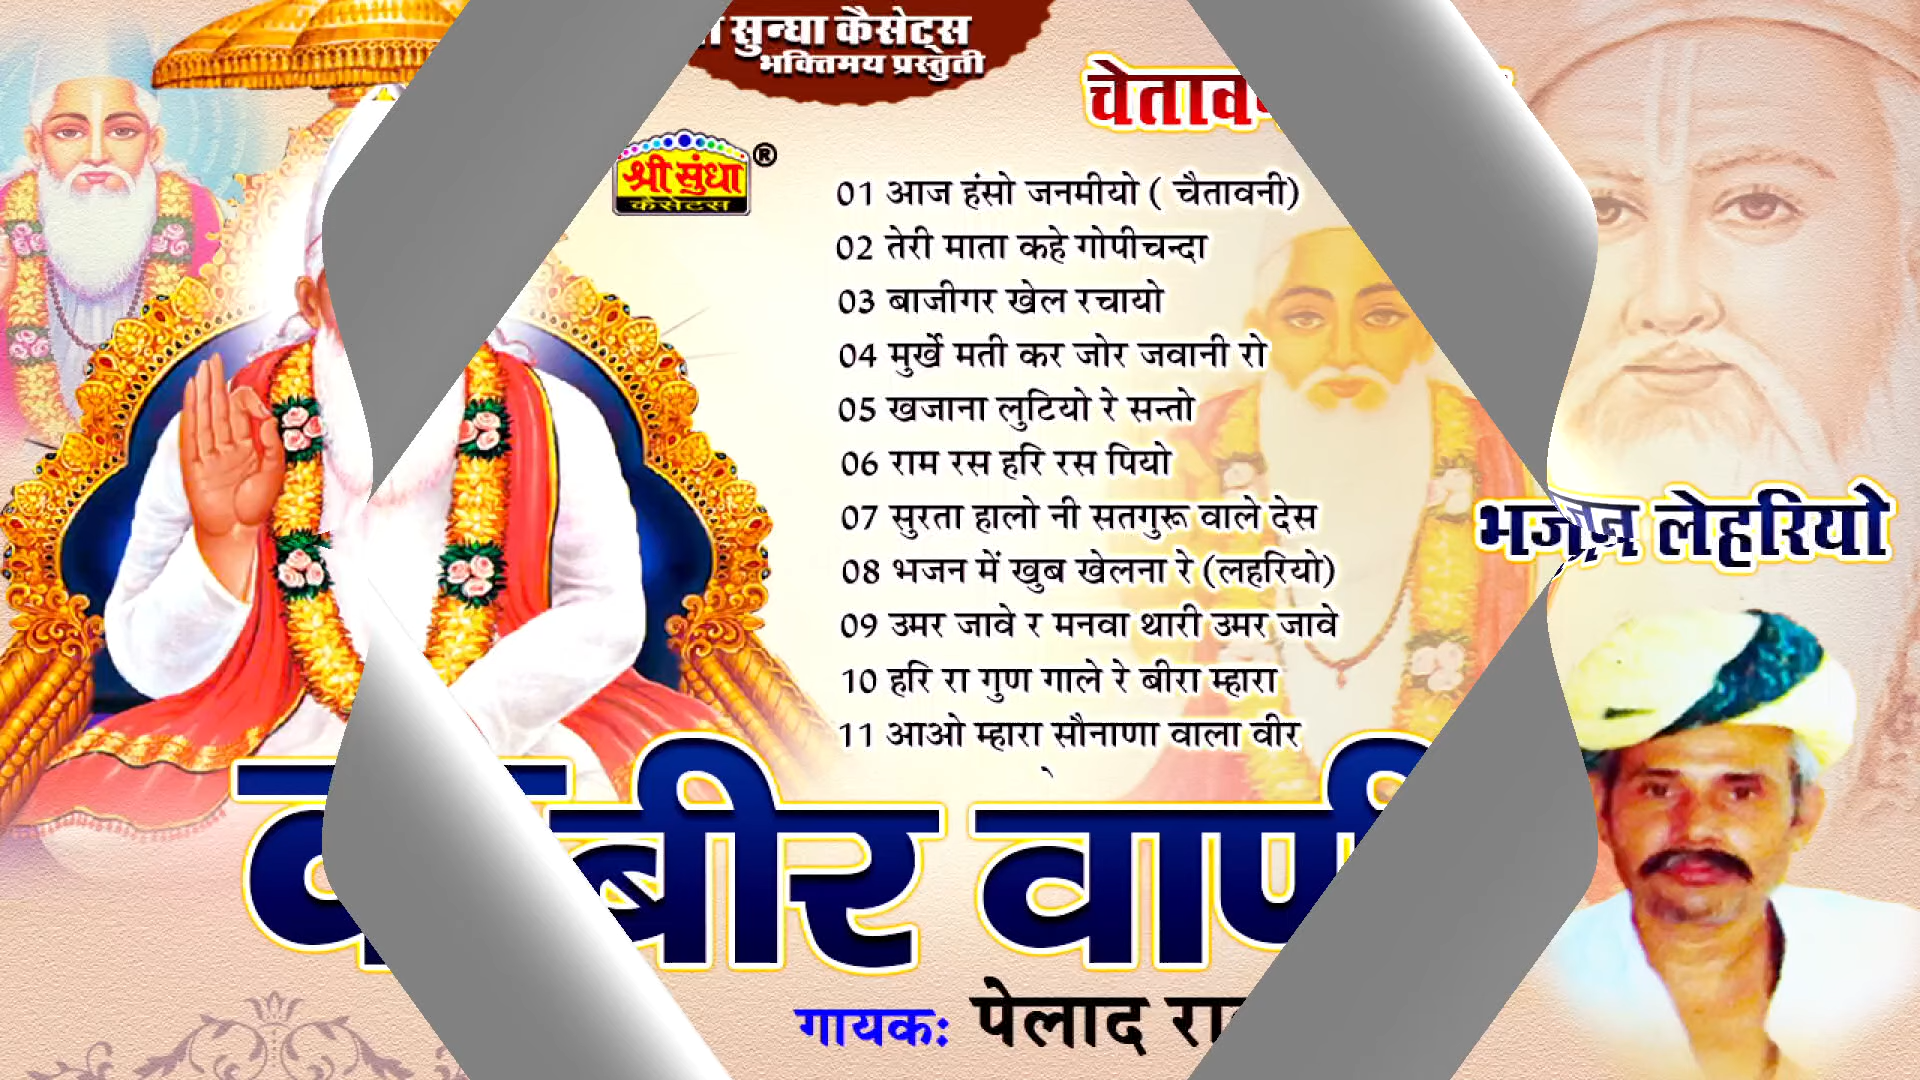 सुन्धा कैसेट्स
भक्तिमय प्रस्तुती
श्री सुंधा ®
कैसेटस
01 आज हंसो जनमीयो ( चैतावनी)
02 तेरी माता कहे गोपीचन्दा
03 बाजीगर खेल रचायो
04 मुर्खे मती कर जोर जवानी रो
05 खजाना लुटियो रे सन्तो
06 राम रस हरि रस पियो
07 सुरता हालो नी सतगुरू वाले देस
08 भजन में खुब खेलना रे (लहरियो)
09 उमर जावे र मनवा थारी उमर जावे
10 हरि रा गुण गाले रे बीरा म्हारा
11 आओ म्हारा सौनाणा वाला वीर
भजन लेहरियो
वाणी
गायक: पेलाद